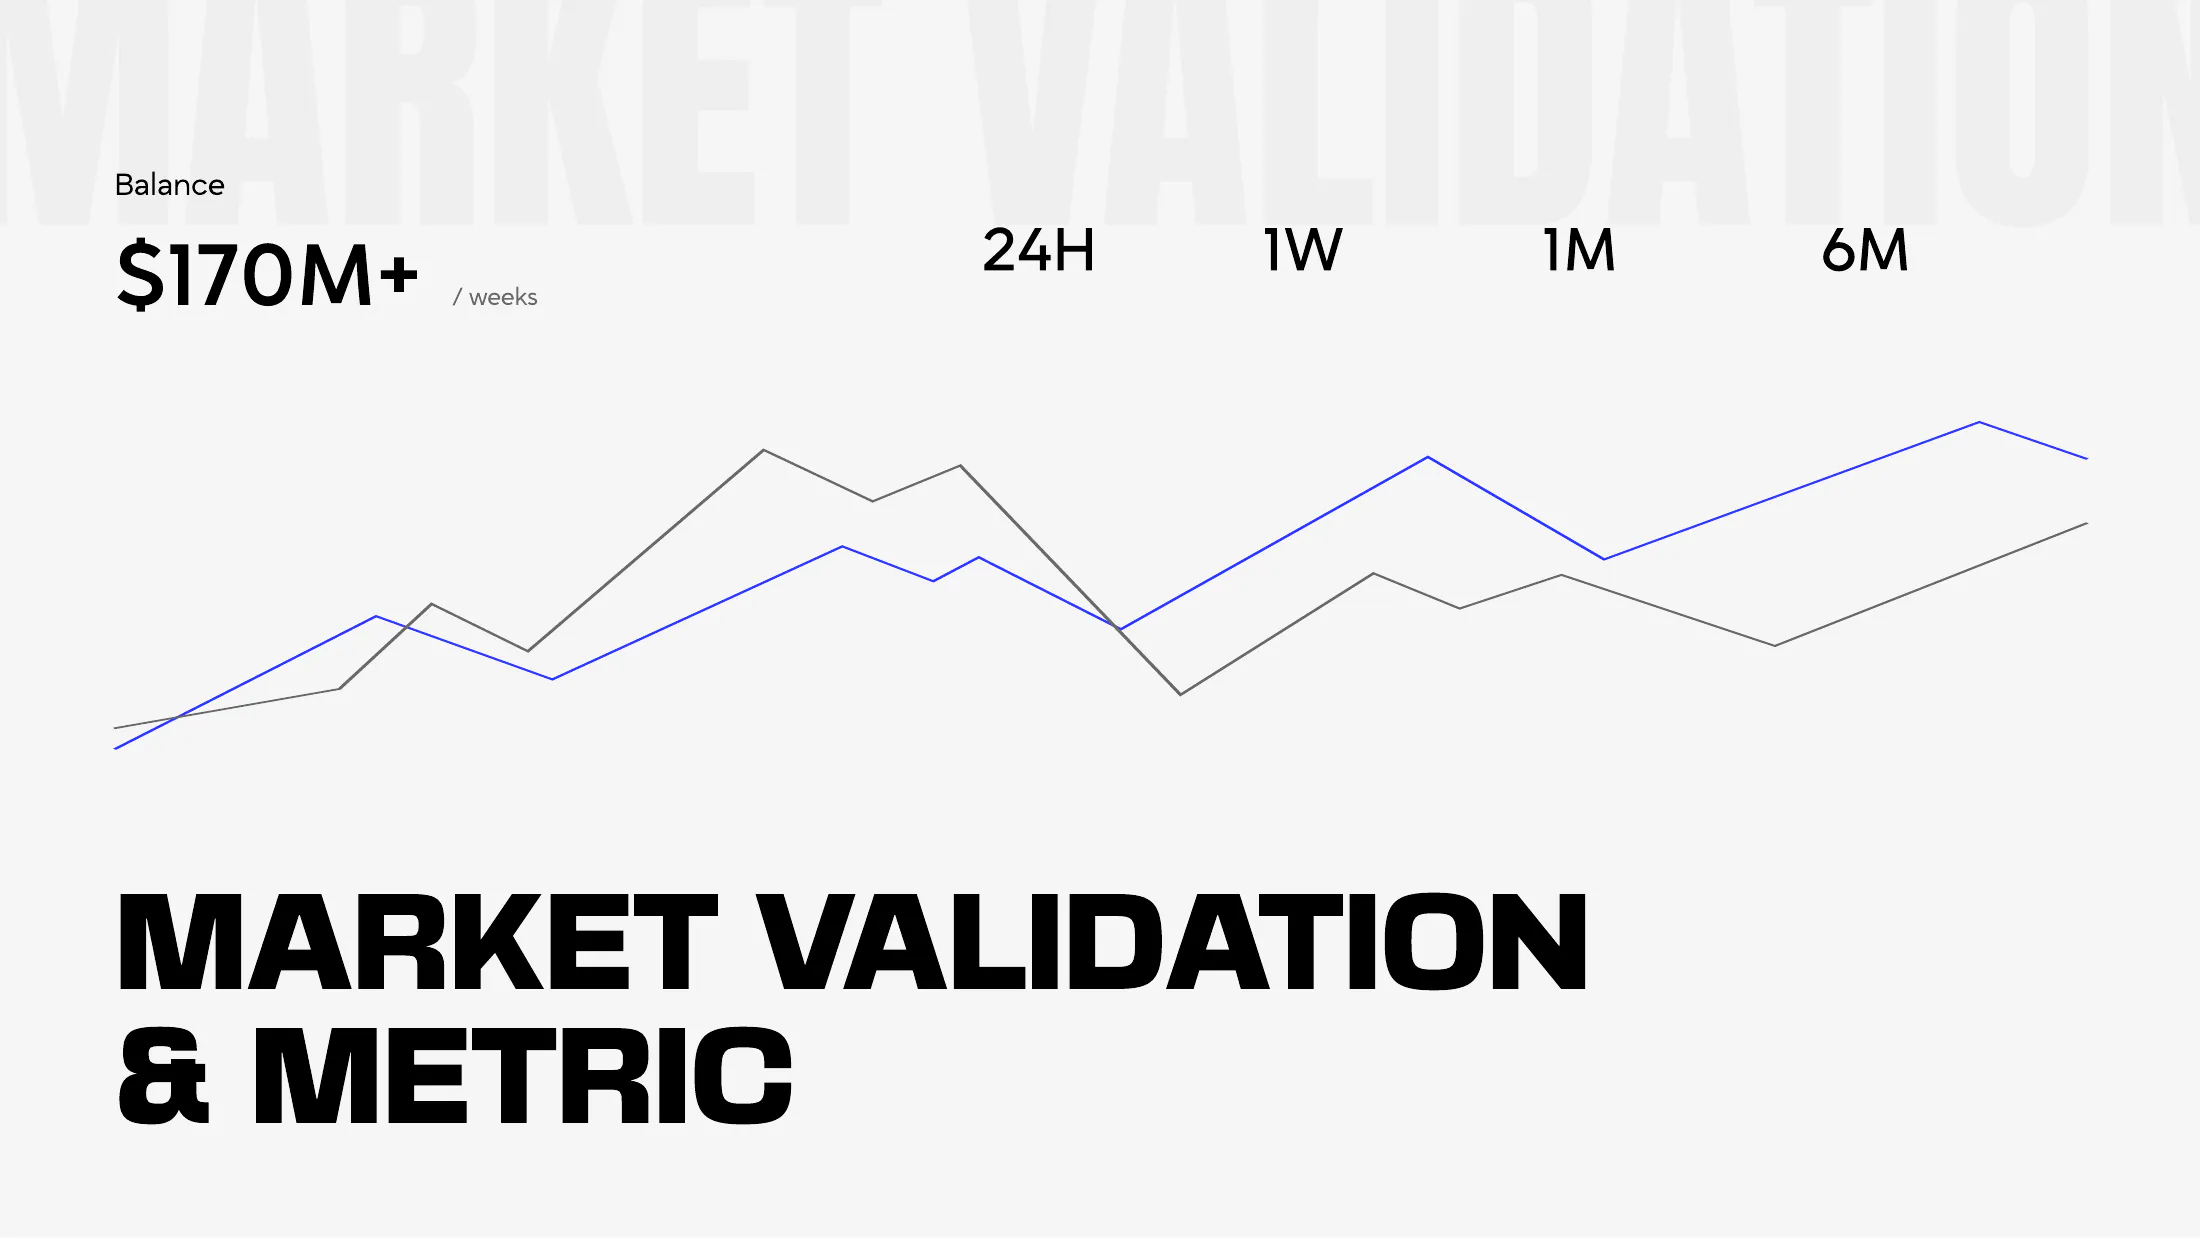 MARKET VALIDATION
Balance
$170M+ / weeks
24H 1W 1M 6M
MARKET VALIDATION
& METRIC